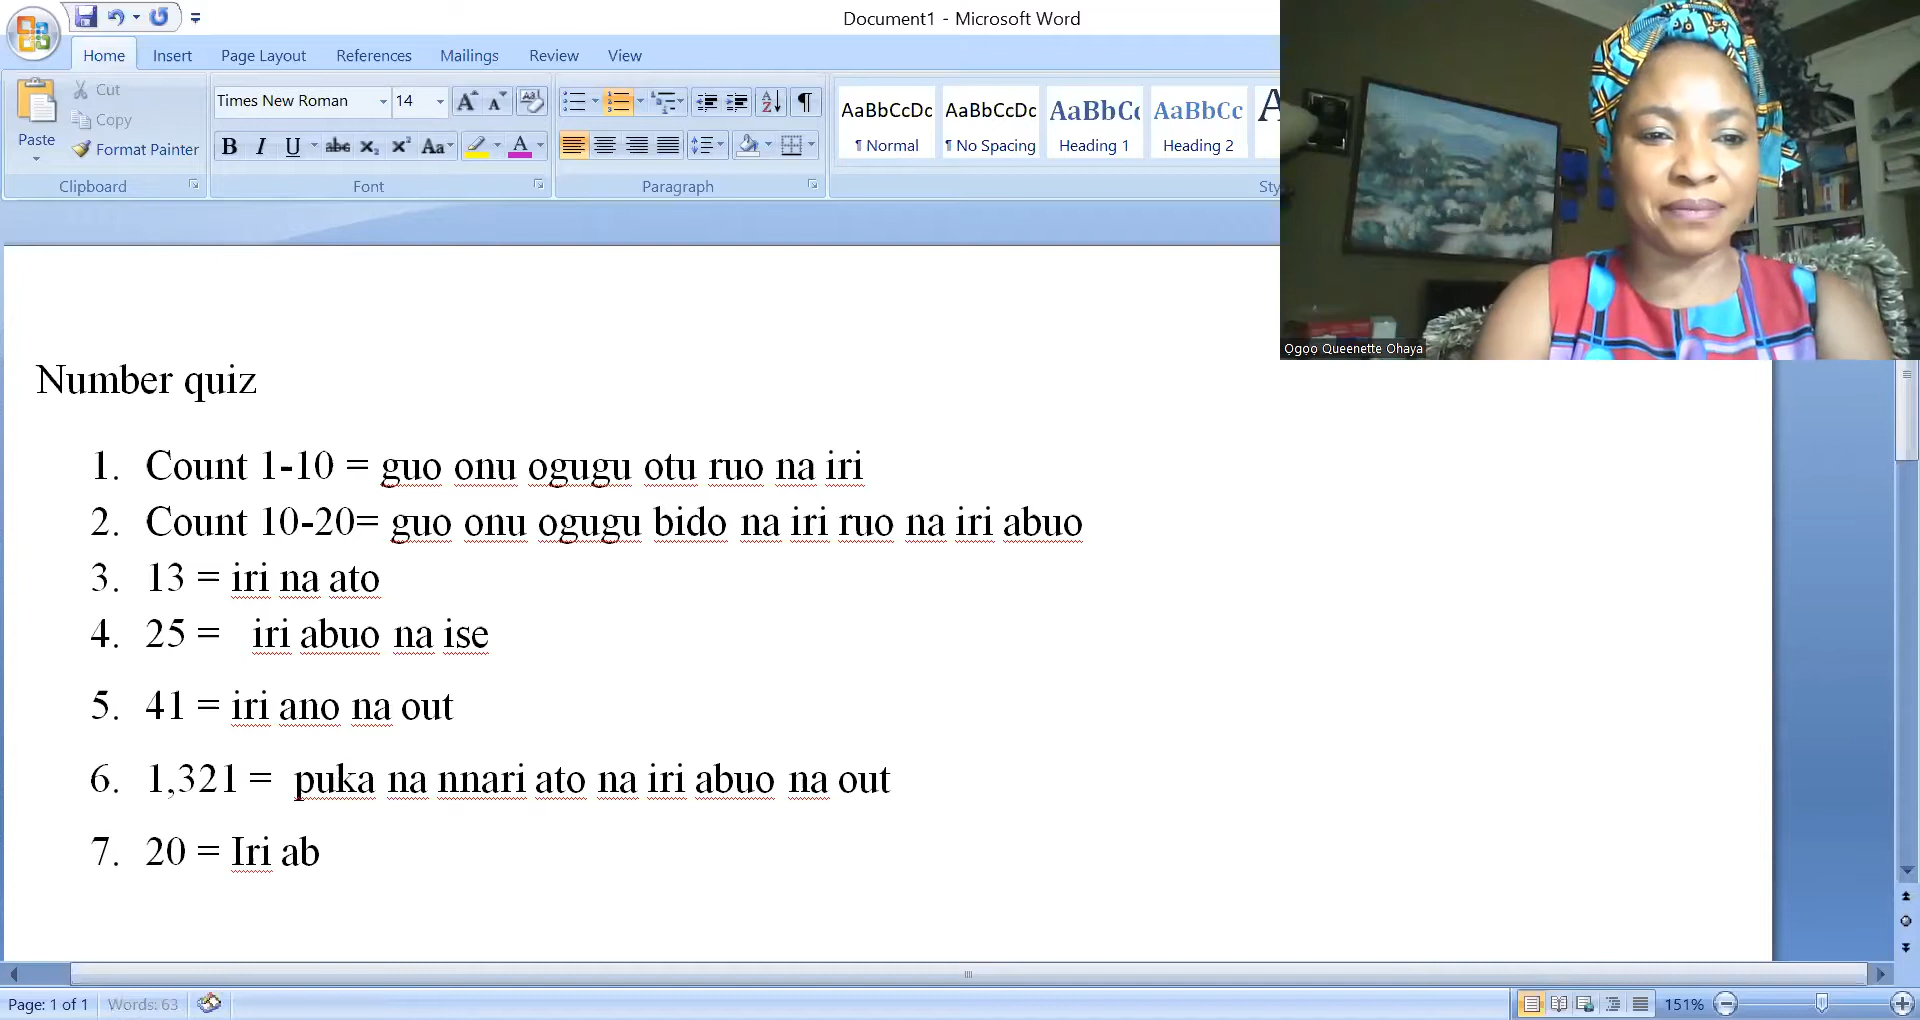 Document1 - Microsoft Word
Home Insert Page Layout References Mailings Review View
Paste
Cut
Copy
Format Painter
Clipboard
Times New Roman 14
Font
Paragraph
AaBbCcDc AaBbCcDc AaBbCc AaBbCc
¶ Normal ¶ No Spacing Heading 1 Heading 2
Sty
Ogoo Queenette Ohaya
Number quiz
1. Count 1-10 = guo onu ogugu otu ruo na iri
2. Count 10-20= guo onu ogugu bido na iri ruo na iri abuo
3. 13 = iri na ato
4. 25 = iri abuo na ise
5. 41 = iri ano na out
6. 1,321 = puka na nnari ato na iri abuo na out
7. 20 = Iri ab
Page: 1 of 1 Words: 63 151%